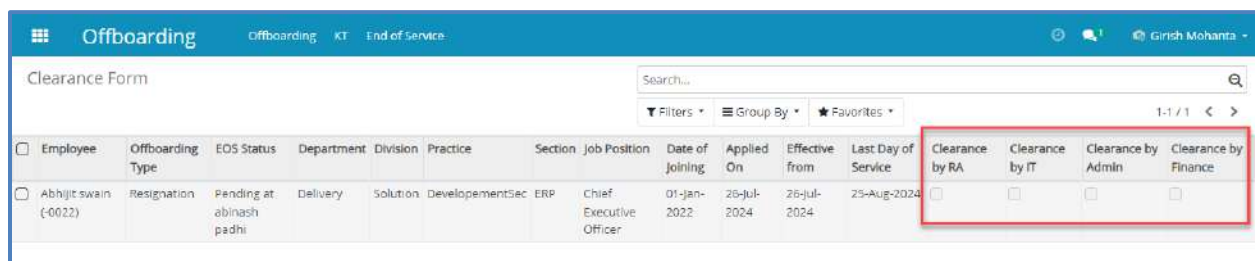 Offboarding Offboarding KT End of Service 1 Girish Mohanta
Clearance Form Search...
Filters Group By Favorites 1-1 / 1
Employee Offboarding Type EOS Status Department Division Practice Section Job Position Date of Joining Applied On Effective from Last Day of Service Clearance by RA Clearance by IT Clearance by Admin Clearance by Finance
Abhijit swain (-0022) Resignation Pending at abinash padhi Delivery Solution DevelopementSec ERP Chief Executive Officer 01-Jan-2022 26-Jul-2024 26-Jul-2024 25-Aug-2024